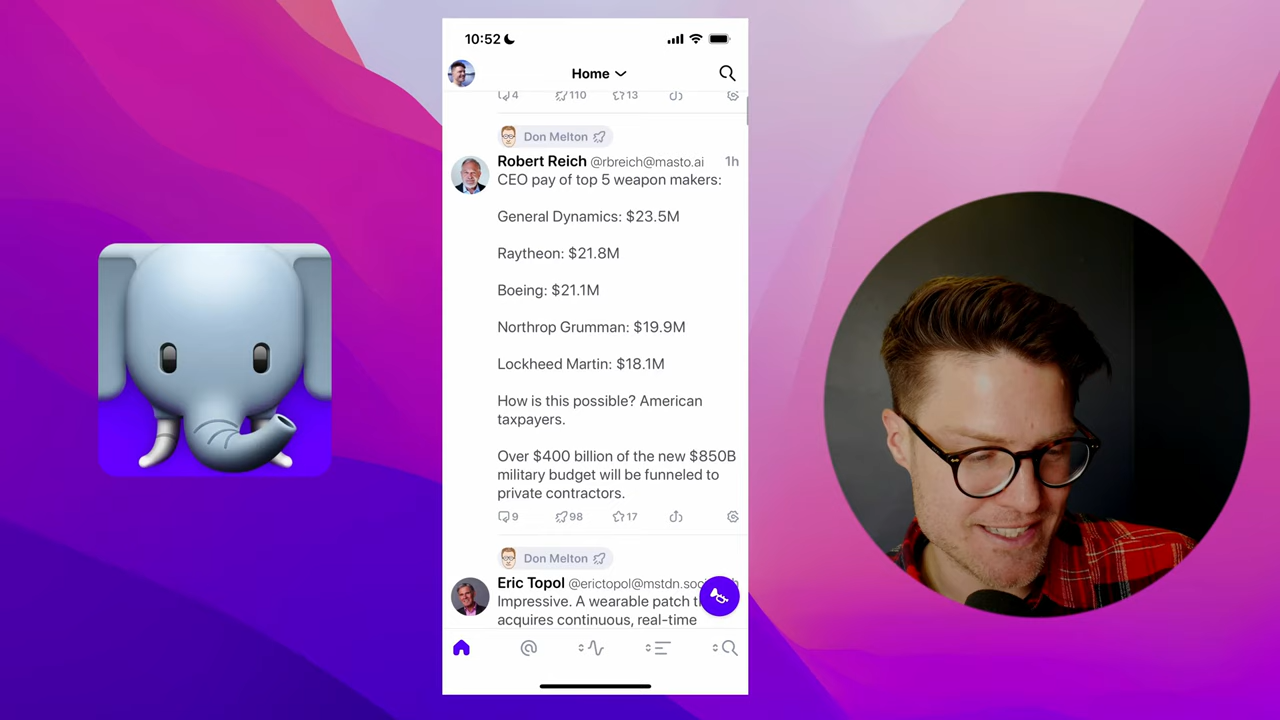 10:52
Home
4 110 13
Don Melton
Robert Reich @rbreich@masto.ai 1h
CEO pay of top 5 weapon makers:
General Dynamics: $23.5M
Raytheon: $21.8M
Boeing: $21.1M
Northrop Grumman: $19.9M
Lockheed Martin: $18.1M
How is this possible? American
taxpayers.
Over $400 billion of the new $850B
military budget will be funneled to
private contractors.
9 98 17
Don Melton
Eric Topol @erictopol@mstdn.soc
Impressive. A wearable patch
acquires continuous, real-time